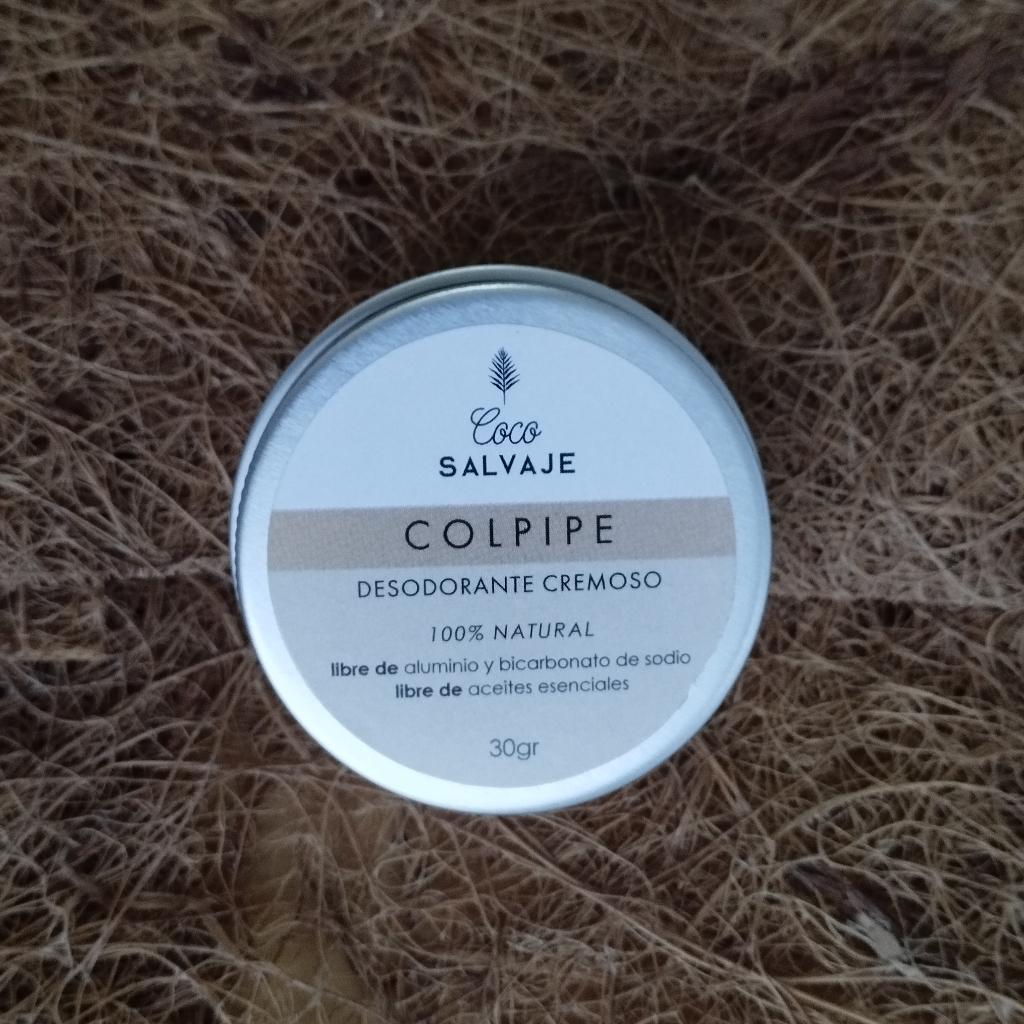 Coco
SALVAJE
COLPIPE
DESODORANTE CREMOSO
100% NATURAL
libre de aluminio y bicarbonato de sodio
libre de aceites esenciales
30gr